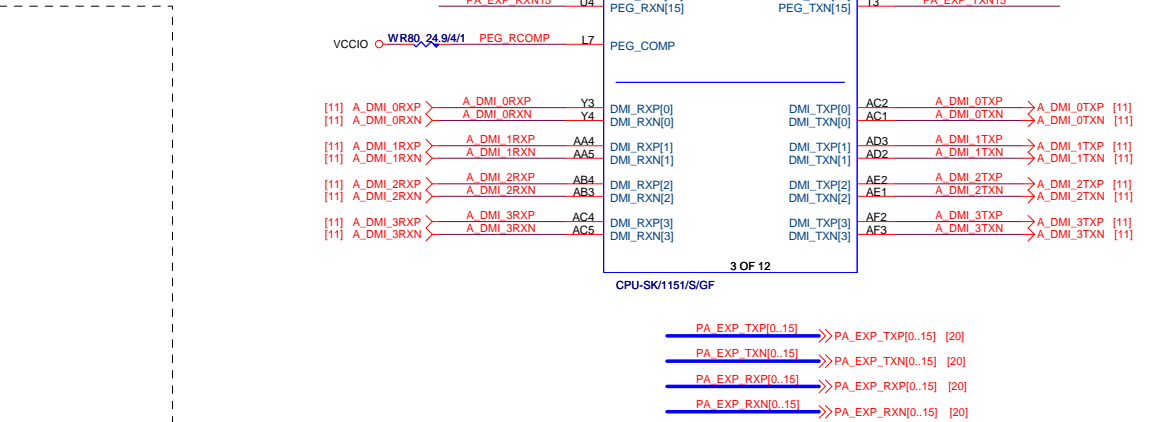 PA_EXP_RXN15 U4 PEG_RXN[15] PEG_TXN[15] T3 PA_EXP_TXN15
VCCIO WR80 24.9/4/1 PEG_RCOMP L7 PEG_COMP
[11] A_DMI_0RXP A_DMI_0RXP Y3 DMI_RXP[0] DMI_TXP[0] AC2 A_DMI_0TXP A_DMI_0TXP [11]
[11] A_DMI_0RXN A_DMI_0RXN Y4 DMI_RXN[0] DMI_TXN[0] AC1 A_DMI_0TXN A_DMI_0TXN [11]
[11] A_DMI_1RXP A_DMI_1RXP AA4 DMI_RXP[1] DMI_TXP[1] AD3 A_DMI_1TXP A_DMI_1TXP [11]
[11] A_DMI_1RXN A_DMI_1RXN AA5 DMI_RXN[1] DMI_TXN[1] AD2 A_DMI_1TXN A_DMI_1TXN [11]
[11] A_DMI_2RXP A_DMI_2RXP AB4 DMI_RXP[2] DMI_TXP[2] AE2 A_DMI_2TXP A_DMI_2TXP [11]
[11] A_DMI_2RXN A_DMI_2RXN AB3 DMI_RXN[2] DMI_TXN[2] AE1 A_DMI_2TXN A_DMI_2TXN [11]
[11] A_DMI_3RXP A_DMI_3RXP AC4 DMI_RXP[3] DMI_TXP[3] AF2 A_DMI_3TXP A_DMI_3TXP [11]
[11] A_DMI_3RXN A_DMI_3RXN AC5 DMI_RXN[3] DMI_TXN[3] AF3 A_DMI_3TXN A_DMI_3TXN [11]
3 OF 12
CPU-SK/1151/S/GF
PA_EXP_TXP[0..15] PA_EXP_TXP[0..15] [20]
PA_EXP_TXN[0..15] PA_EXP_TXN[0..15] [20]
PA_EXP_RXP[0..15] PA_EXP_RXP[0..15] [20]
PA_EXP_RXN[0..15] PA_EXP_RXN[0..15] [20]